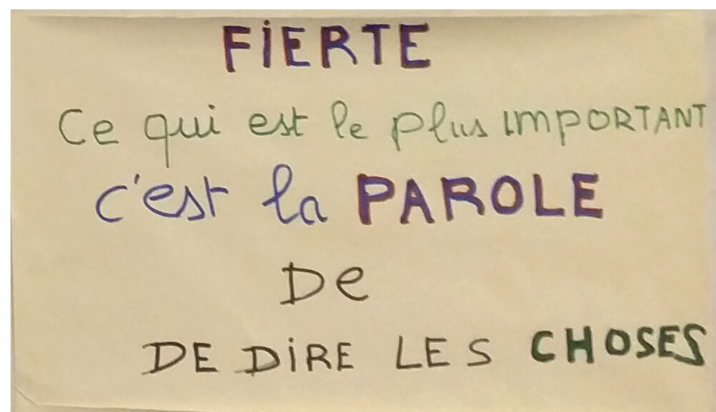 FiERTE
Ce qui est le plus IMPORTANT
c'est la PAROLE
De
DE DiRE LES CHOSES